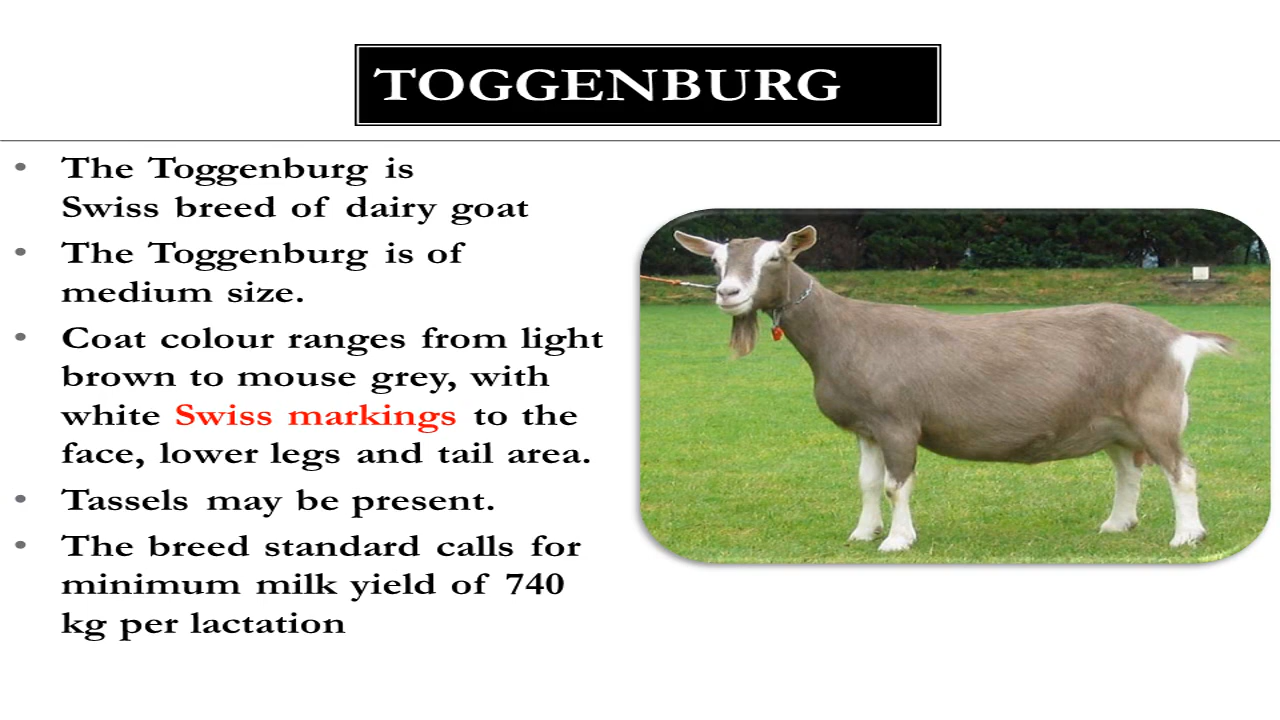 TOGGENBURG
• The Toggenburg is
Swiss breed of dairy goat
• The Toggenburg is of
medium size.
• Coat colour ranges from light
brown to mouse grey, with
white Swiss markings to the
face, lower legs and tail area.
• Tassels may be present.
• The breed standard calls for
minimum milk yield of 740
kg per lactation